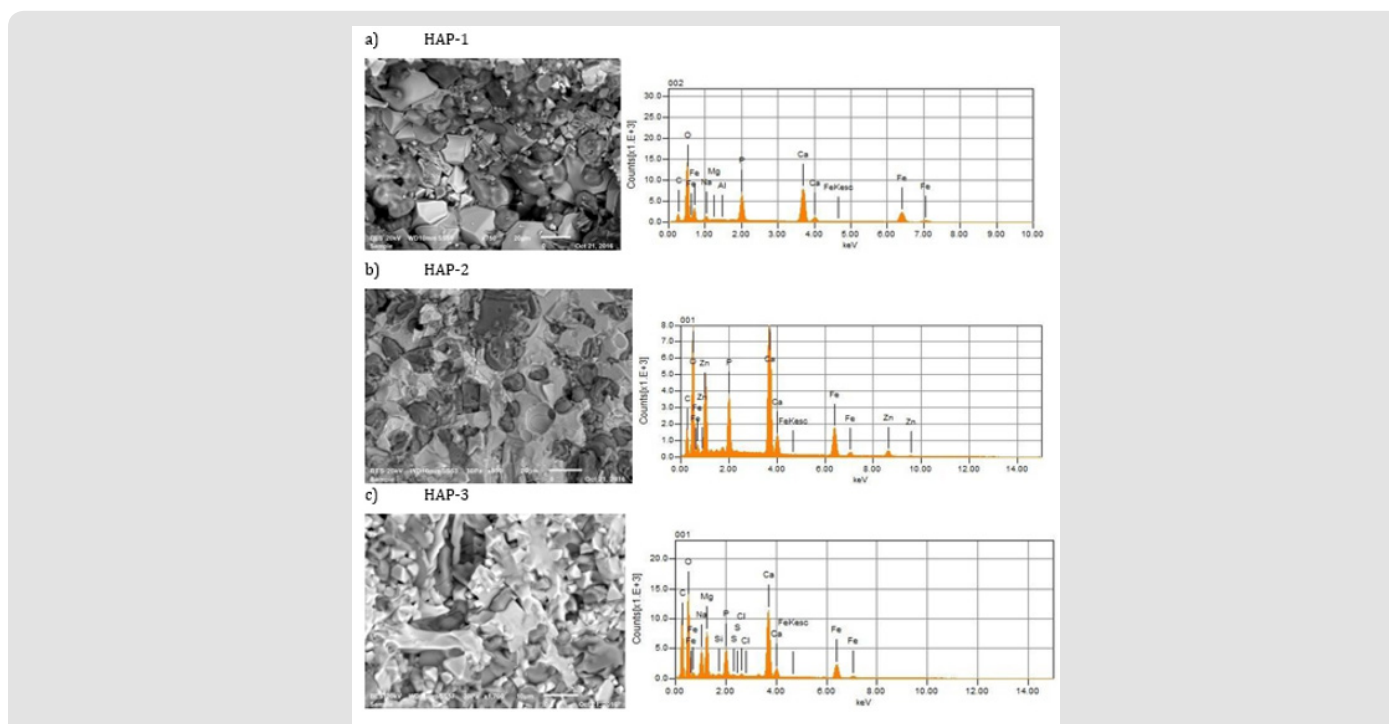 a) HAP-1
002
30.0
25.0
20.0
15.0
10.0
5.0
0.0
Counts[x1.E+3]
C O Fe Fe Na Mg Al P Ca Ca FeKesc Fe Fe
0.00 1.00 2.00 3.00 4.00 5.00 6.00 7.00 8.00 9.00 10.00
keV
Oct 21, 2016
b) HAP-2
001
8.0
7.0
6.0
5.0
4.0
3.0
2.0
1.0
0.0
Counts[x1.E+3]
C O Fe Fe Zn Zn P Ca Ca FeKesc Fe Fe Zn Zn
0.00 2.00 4.00 6.00 8.00 10.00 12.00 14.00
keV
c) HAP-3
001
20.0
15.0
10.0
5.0
0.0
Counts[x1.E+3]
C O Fe Fe Na Mg Si P S S Cl Cl Ca Ca FeKesc Fe Fe
0.00 2.00 4.00 6.00 8.00 10.00 12.00 14.00
keV